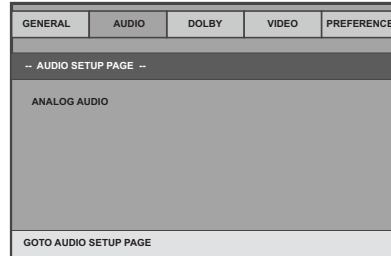 GENERAL AUDIO DOLBY VIDEO PREFERENCE
-- AUDIO SETUP PAGE --
ANALOG AUDIO
GOTO AUDIO SETUP PAGE